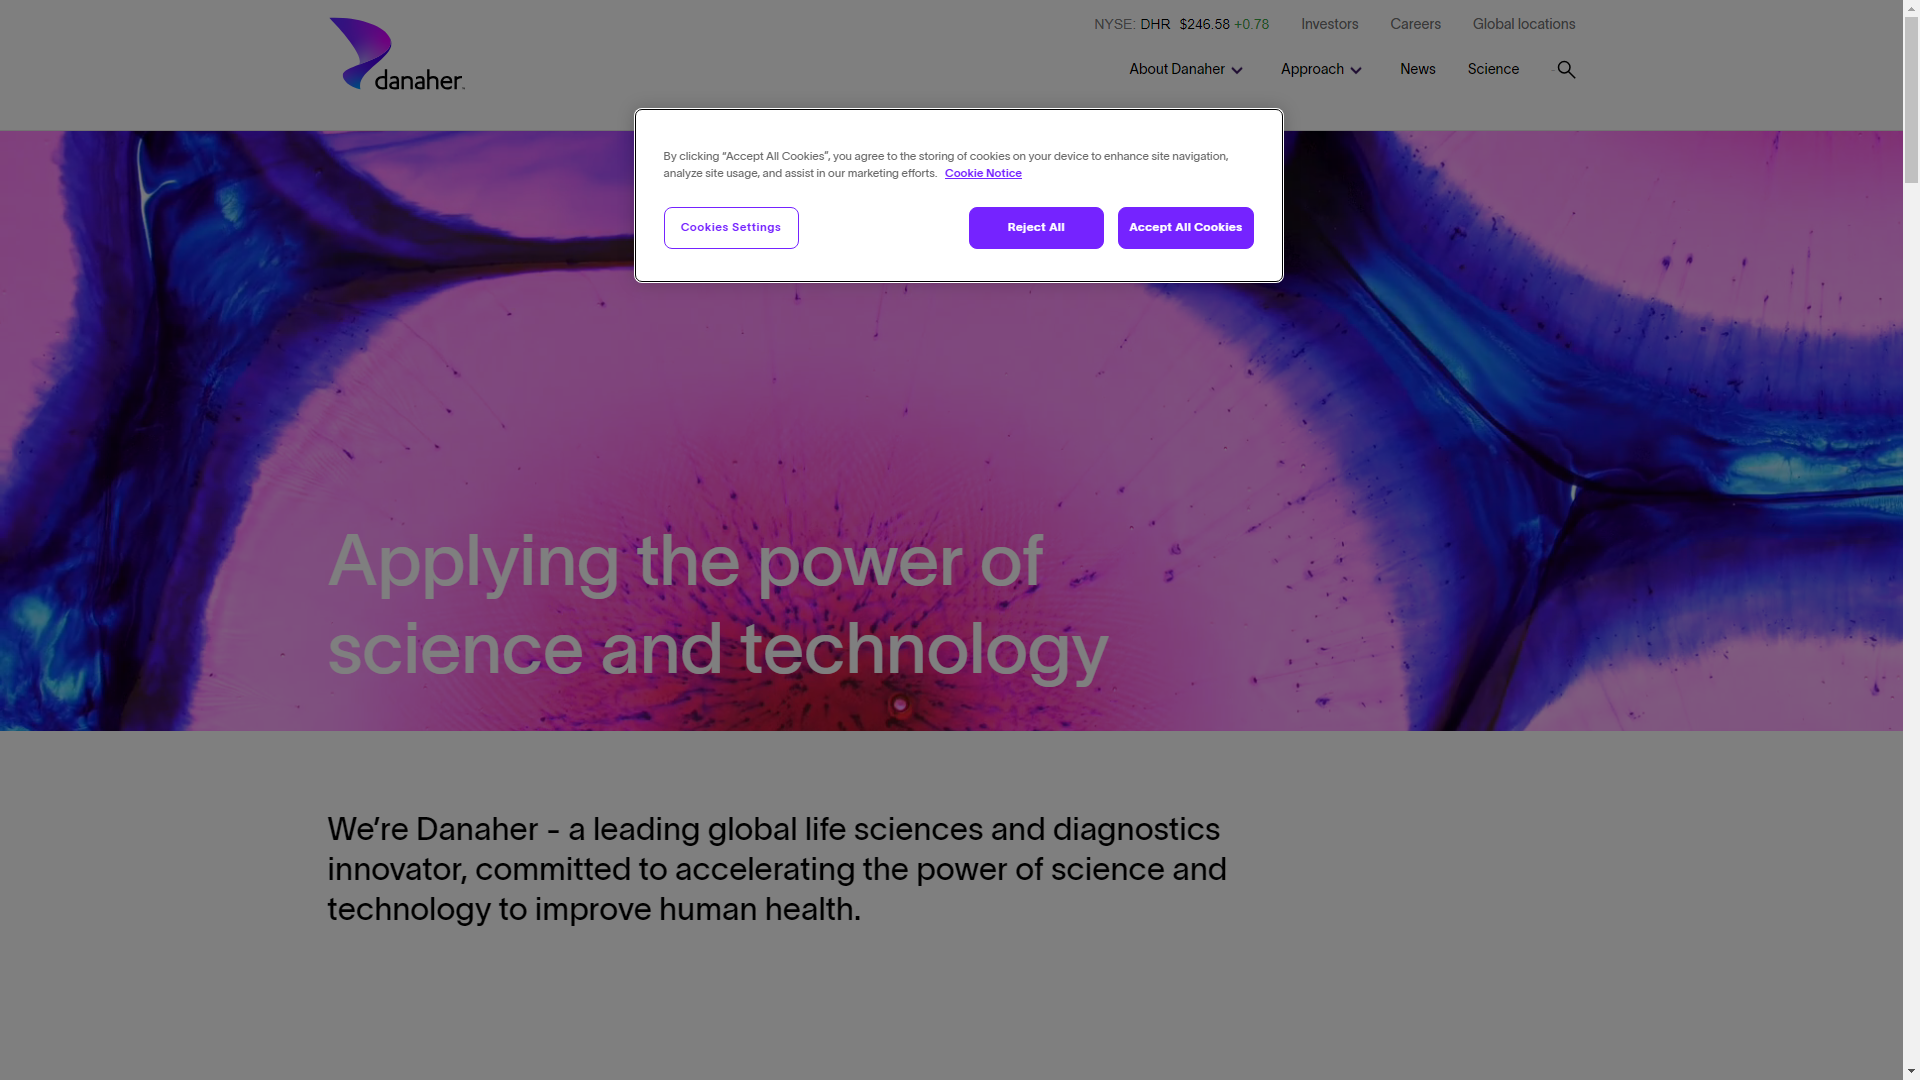 NYSE: DHR $246.58 +0.78 Investors Careers Global locations
danaher
About Danaher Approach News Science
By clicking “Accept All Cookies”, you agree to the storing of cookies on your device to enhance site navigation,
analyze site usage, and assist in our marketing efforts. Cookie Notice
Cookies Settings Reject All Accept All Cookies
Applying the power of
science and technology
We’re Danaher - a leading global life sciences and diagnostics
innovator, committed to accelerating the power of science and
technology to improve human health.